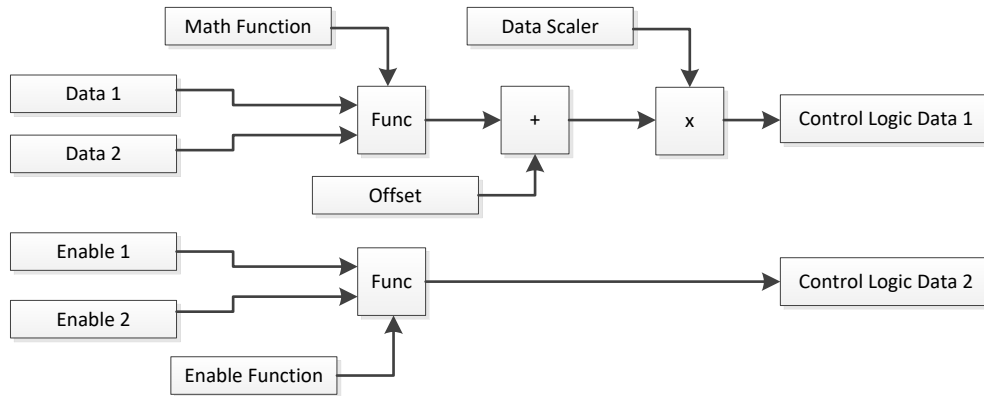 Math Function
Data Scaler
Data 1
Func
+
x
Control Logic Data 1
Data 2
Offset
Enable 1
Func
Control Logic Data 2
Enable 2
Enable Function